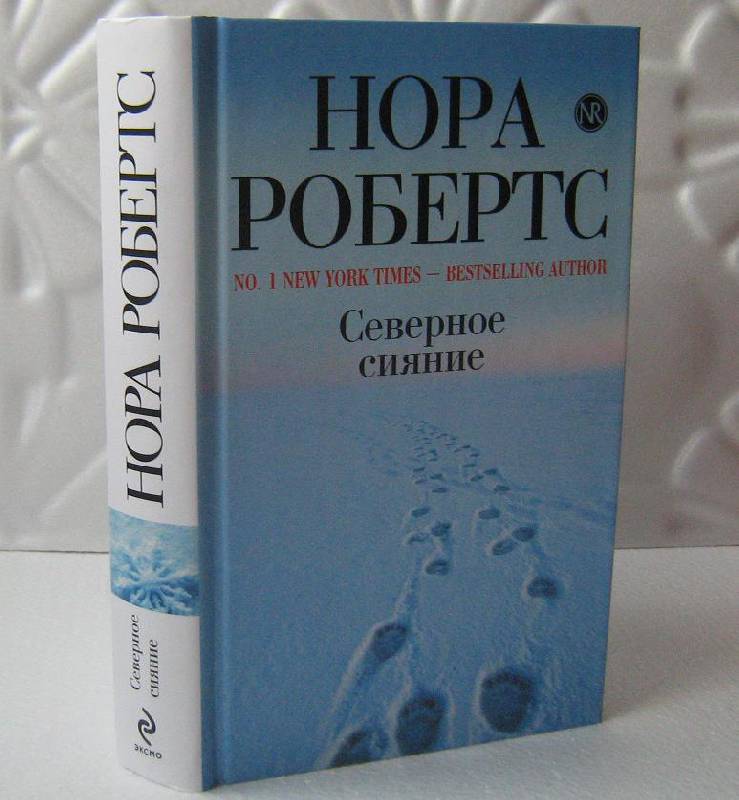 НОРА
РОБЕРТС
NR
NO. 1 NEW YORK TIMES — BESTSELLING AUTHOR
Северное
сияние
НОРА РОБЕРТС
Северное
сияние
ЭКСМО